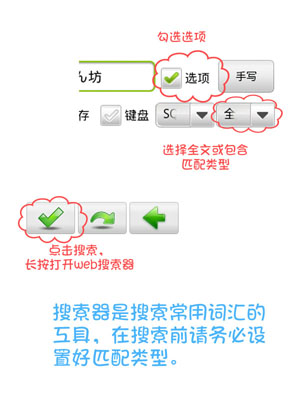 勾选选项
ん坊
选项
手写
存
键盘
SC
全
选择全文或包含
匹配类型
点击搜索，
长按打开web搜索器
搜索器是搜索常用词汇的
工具，在搜索前请务必设
置好匹配类型。